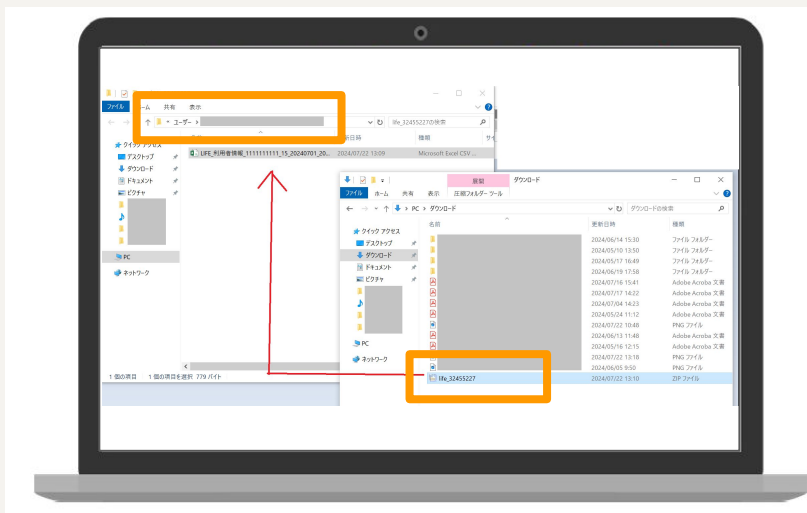 ファイル ホーム 共有 表示
ユーザー
life_32455227の検索
更新日時 種類 サイ
クイック アクセス
デスクトップ
ダウンロード
ドキュメント
ピクチャ
PC
ネットワーク
LIFE_利用者情報_1111111111_15_20240701_20... 2024/07/22 13:09 Microsoft Excel CSV ...
1 個の項目 1 個の項目を選択 779 バイト
展開 ダウンロード
ファイル ホーム 共有 表示 圧縮フォルダー ツール
PC > ダウンロード
ダウンロードの検索
名前 更新日時 種類
クイック アクセス
デスクトップ
ダウンロード
ドキュメント
ピクチャ
PC
ネットワーク
2024/06/14 15:30 ファイル フォルダー
2024/05/10 13:50 ファイル フォルダー
2024/05/17 16:49 ファイル フォルダー
2024/06/19 17:58 ファイル フォルダー
2024/07/16 15:41 Adobe Acroba 文書
2024/07/17 14:22 Adobe Acroba 文書
2024/07/04 14:23 Adobe Acroba 文書
2024/05/24 11:12 Adobe Acroba 文書
2024/07/22 10:48 PNG ファイル
2024/06/13 11:48 Adobe Acroba 文書
2024/05/16 12:15 Adobe Acroba 文書
2024/07/22 13:18 PNG ファイル
2024/06/05 9:50 PNG ファイル
life_32455227 2024/07/22 13:10 ZIP ファイル